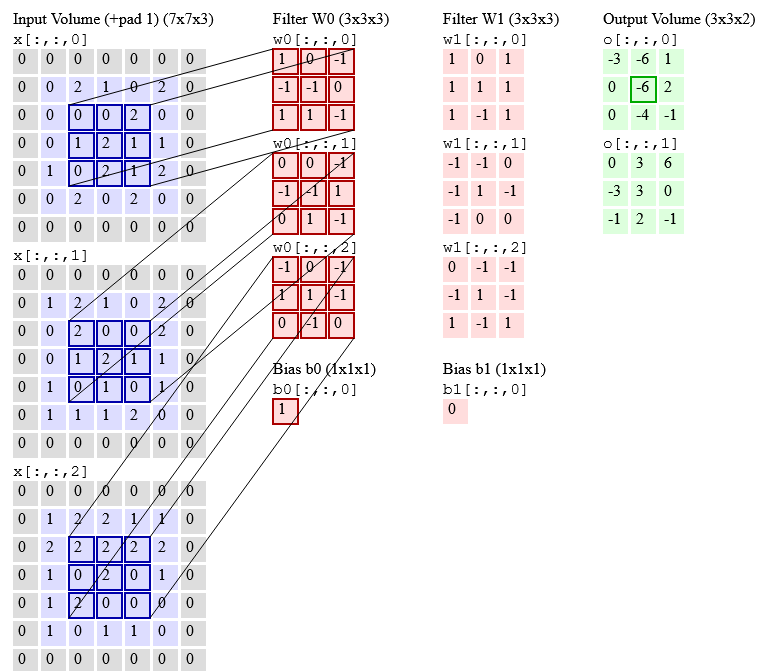 Input Volume (+pad 1) (7x7x3)
x[:,:,0]
0 0 0 0 0 0 0
0 0 2 1 0 2 0
0 0 0 0 2 0 0
0 0 1 2 1 1 0
0 1 0 2 1 2 0
0 0 2 0 2 0 0
0 0 0 0 0 0 0
x[:,:,1]
0 0 0 0 0 0 0
0 1 2 1 0 2 0
0 0 2 0 0 2 0
0 0 1 2 1 1 0
0 1 0 1 0 1 0
0 1 1 1 2 0 0
0 0 0 0 0 0 0
x[:,:,2]
0 0 0 0 0 0 0
0 1 2 2 1 1 0
0 2 2 2 2 2 0
0 1 0 2 0 1 0
0 1 2 0 0 0 0
0 1 0 1 1 0 0
0 0 0 0 0 0 0
Filter W0 (3x3x3)
w0[:,:,0]
1 0 -1
-1 -1 0
1 1 -1
w0[:,:,1]
0 0 -1
-1 -1 1
0 1 -1
w0[:,:,2]
-1 0 -1
1 1 -1
0 -1 0
Bias b0 (1x1x1)
b0[:,:,0]
1
Filter W1 (3x3x3)
w1[:,:,0]
1 0 1
1 1 1
1 -1 1
w1[:,:,1]
-1 -1 0
-1 1 -1
-1 0 0
w1[:,:,2]
0 -1 -1
-1 1 -1
1 -1 1
Bias b1 (1x1x1)
b1[:,:,0]
0
Output Volume (3x3x2)
o[:,:,0]
-3 -6 1
0 -6 2
0 -4 -1
o[:,:,1]
0 3 6
-3 3 0
-1 2 -1